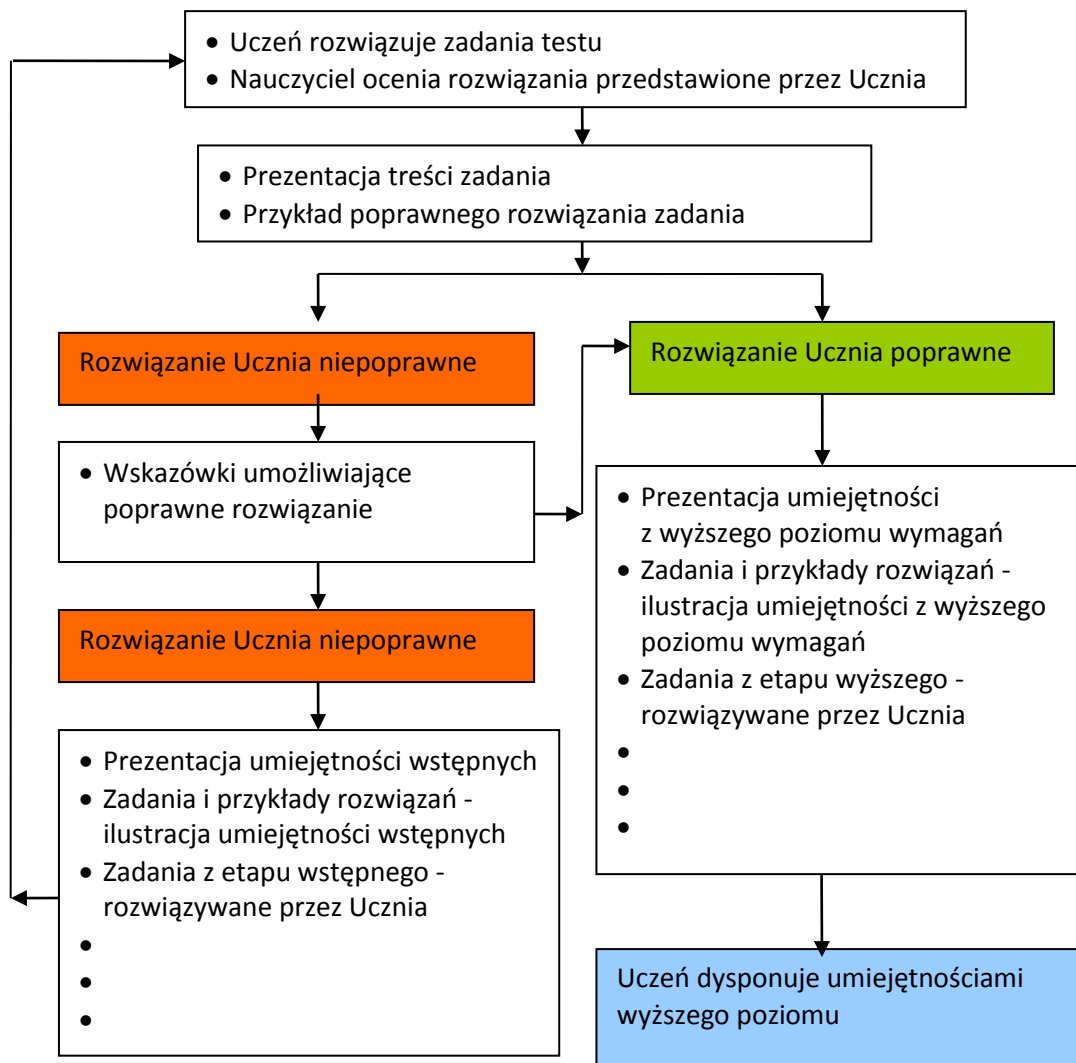 • Uczeń rozwiązuje zadania testu
• Nauczyciel ocenia rozwiązania przedstawione przez Ucznia
• Prezentacja treści zadania
• Przykład poprawnego rozwiązania zadania
Rozwiązanie Ucznia niepoprawne
• Wskazówki umożliwiające
poprawne rozwiązanie
Rozwiązanie Ucznia niepoprawne
• Prezentacja umiejętności wstępnych
• Zadania i przykłady rozwiązań -
ilustracja umiejętności wstępnych
• Zadania z etapu wstępnego -
rozwiązywane przez Ucznia
•
•
•
Rozwiązanie Ucznia poprawne
• Prezentacja umiejętności
z wyższego poziomu wymagań
• Zadania i przykłady rozwiązań -
ilustracja umiejętności z wyższego
poziomu wymagań
• Zadania z etapu wyższego -
rozwiązywane przez Ucznia
•
•
•
Uczeń dysponuje umiejętnościami
wyższego poziomu